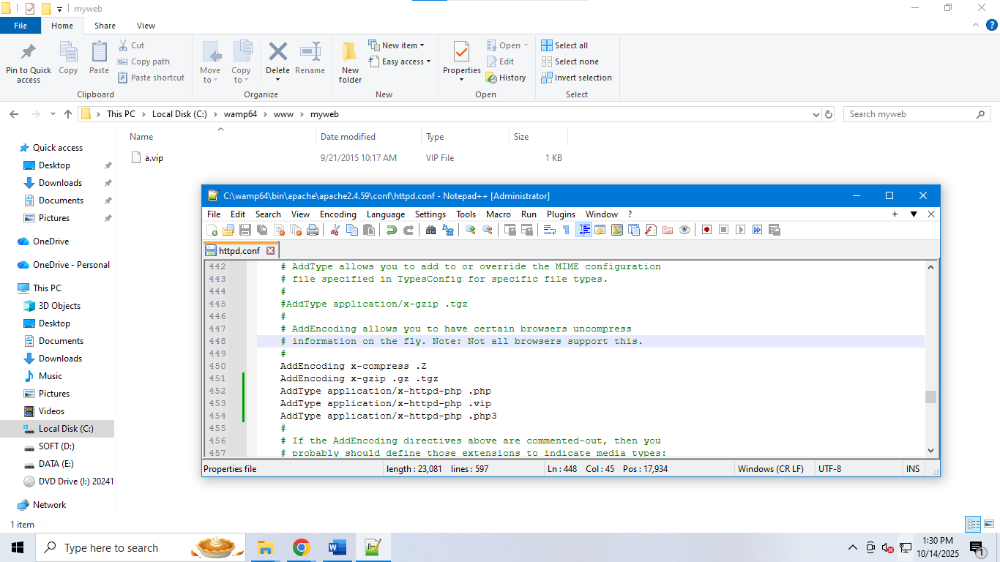 myweb
File Home Share View
Pin to Quick access
Copy
Paste
Cut
Copy path
Paste shortcut
Clipboard
Move to
Copy to
Delete
Rename
Organize
New folder
New item
Easy access
New
Properties
Open
Edit
History
Open
Select all
Select none
Invert selection
Select
This PC > Local Disk (C:) > wamp64 > www > myweb
Search myweb
Name Date modified Type Size
a.vip 9/21/2015 10:17 AM VIP File 1 KB
Quick access
Desktop
Downloads
Documents
Pictures
OneDrive
OneDrive - Personal
This PC
3D Objects
Desktop
Documents
Downloads
Music
Pictures
Videos
Local Disk (C:)
SOFT (D:)
DATA (E:)
DVD Drive (I:) 20241
Network
1 item
C:\wamp64\bin\apache\apache2.4.59\conf\httpd.conf - Notepad++ [Administrator]
File Edit Search View Encoding Language Settings Tools Macro Run Plugins Window ?
httpd.conf
442 # AddType allows you to add to or override the MIME configuration
443 # file specified in TypesConfig for specific file types.
444 #
445 #AddType application/x-gzip .tgz
446 #
447 # AddEncoding allows you to have certain browsers uncompress
448 # information on the fly. Note: Not all browsers support this.
449 #
450 AddEncoding x-compress .Z
451 AddEncoding x-gzip .gz .tgz
452 AddType application/x-httpd-php .php
453 AddType application/x-httpd-php .vip
454 AddType application/x-httpd-php .php3
455 #
456 # If the AddEncoding directives above are commented-out, then you
457 # probably should define those extensions to indicate media types:
Properties file length : 23,081 lines : 597 Ln : 448 Col : 45 Pos : 17,934 Windows (CR LF) UTF-8 INS
Type here to search
1:30 PM
10/14/2025
1